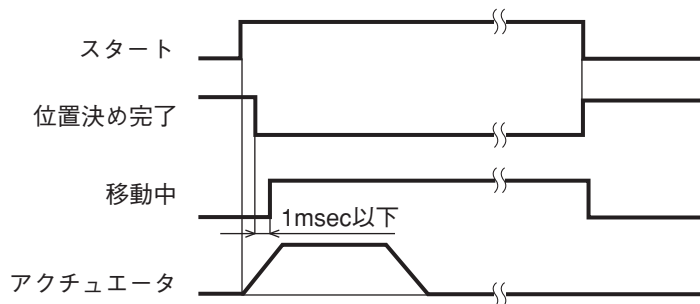 スタート
位置決め完了
移動中
1msec以下
アクチュエータ